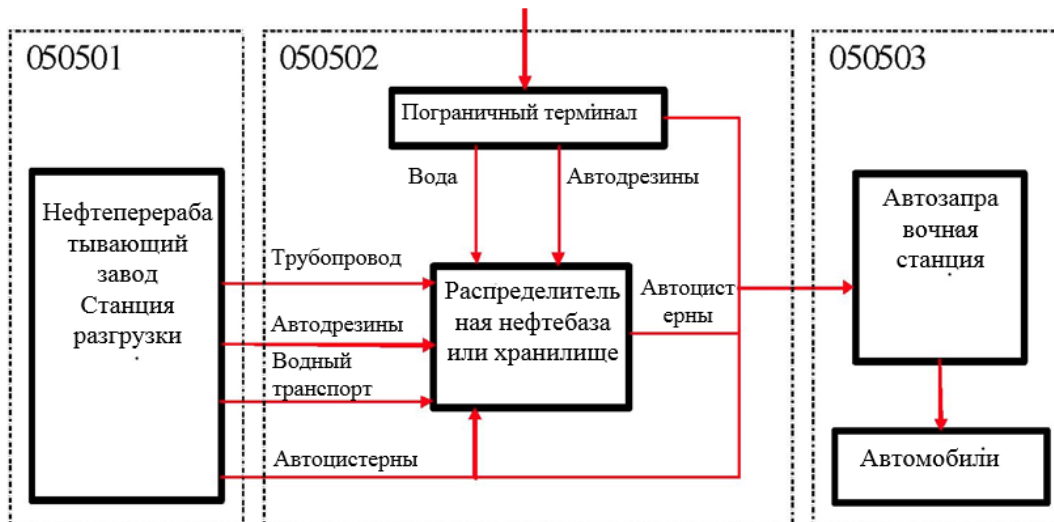 050501
050502
050503
Пограничный терминал
Вода
Автодрезины
Нефтеперераба
тывающий
завод
Станция
разгрузки
Трубопровод
Автодрезины
Водный
транспорт
Автоцистерны
Распределитель
ная нефтебаза
или хранилище
Автоцист
ерны
Автозапра
вочная
станция
Автомобили